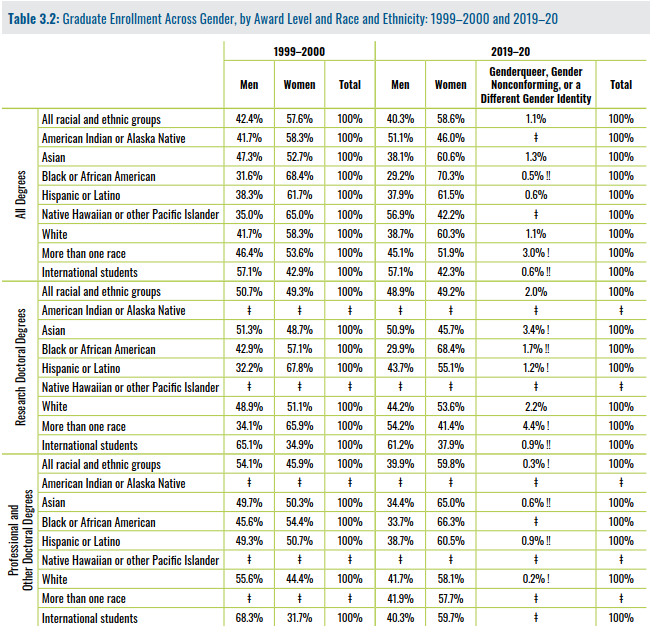 Table 3.2: Graduate Enrollment Across Gender, by Award Level and Race and Ethnicity: 1999–2000 and 2019–20
1999–2000 2019–20
Men Women Total Men Women Genderqueer, Gender Nonconforming, or a Different Gender Identity Total
All Degrees
All racial and ethnic groups 42.4% 57.6% 100% 40.3% 58.6% 1.1% 100%
American Indian or Alaska Native 41.7% 58.3% 100% 51.1% 46.0% ‡ 100%
Asian 47.3% 52.7% 100% 38.1% 60.6% 1.3% 100%
Black or African American 31.6% 68.4% 100% 29.2% 70.3% 0.5% !! 100%
Hispanic or Latino 38.3% 61.7% 100% 37.9% 61.5% 0.6% 100%
Native Hawaiian or other Pacific Islander 35.0% 65.0% 100% 56.9% 42.2% ‡ 100%
White 41.7% 58.3% 100% 38.7% 60.3% 1.1% 100%
More than one race 46.4% 53.6% 100% 45.1% 51.9% 3.0% ! 100%
International students 57.1% 42.9% 100% 57.1% 42.3% 0.6% !! 100%
Research Doctoral Degrees
All racial and ethnic groups 50.7% 49.3% 100% 48.9% 49.2% 2.0% 100%
American Indian or Alaska Native ‡ ‡ ‡ ‡ ‡ ‡ ‡
Asian 51.3% 48.7% 100% 50.9% 45.7% 3.4% ! 100%
Black or African American 42.9% 57.1% 100% 29.9% 68.4% 1.7% !! 100%
Hispanic or Latino 32.2% 67.8% 100% 43.7% 55.1% 1.2% ! 100%
Native Hawaiian or other Pacific Islander ‡ ‡ ‡ ‡ ‡ ‡ ‡
White 48.9% 51.1% 100% 44.2% 53.6% 2.2% 100%
More than one race 34.1% 65.9% 100% 54.2% 41.4% 4.4% ! 100%
International students 65.1% 34.9% 100% 61.2% 37.9% 0.9% !! 100%
Professional and Other Doctoral Degrees
All racial and ethnic groups 54.1% 45.9% 100% 39.9% 59.8% 0.3% ! 100%
American Indian or Alaska Native ‡ ‡ ‡ ‡ ‡ ‡ ‡
Asian 49.7% 50.3% 100% 34.4% 65.0% 0.6% !! 100%
Black or African American 45.6% 54.4% 100% 33.7% 66.3% ‡ 100%
Hispanic or Latino 49.3% 50.7% 100% 38.7% 60.5% 0.9% !! 100%
Native Hawaiian or other Pacific Islander ‡ ‡ ‡ ‡ ‡ ‡ ‡
White 55.6% 44.4% 100% 41.7% 58.1% 0.2% ! 100%
More than one race ‡ ‡ ‡ 41.9% 57.7% ‡ 100%
International students 68.3% 31.7% 100% 40.3% 59.7% ‡ 100%